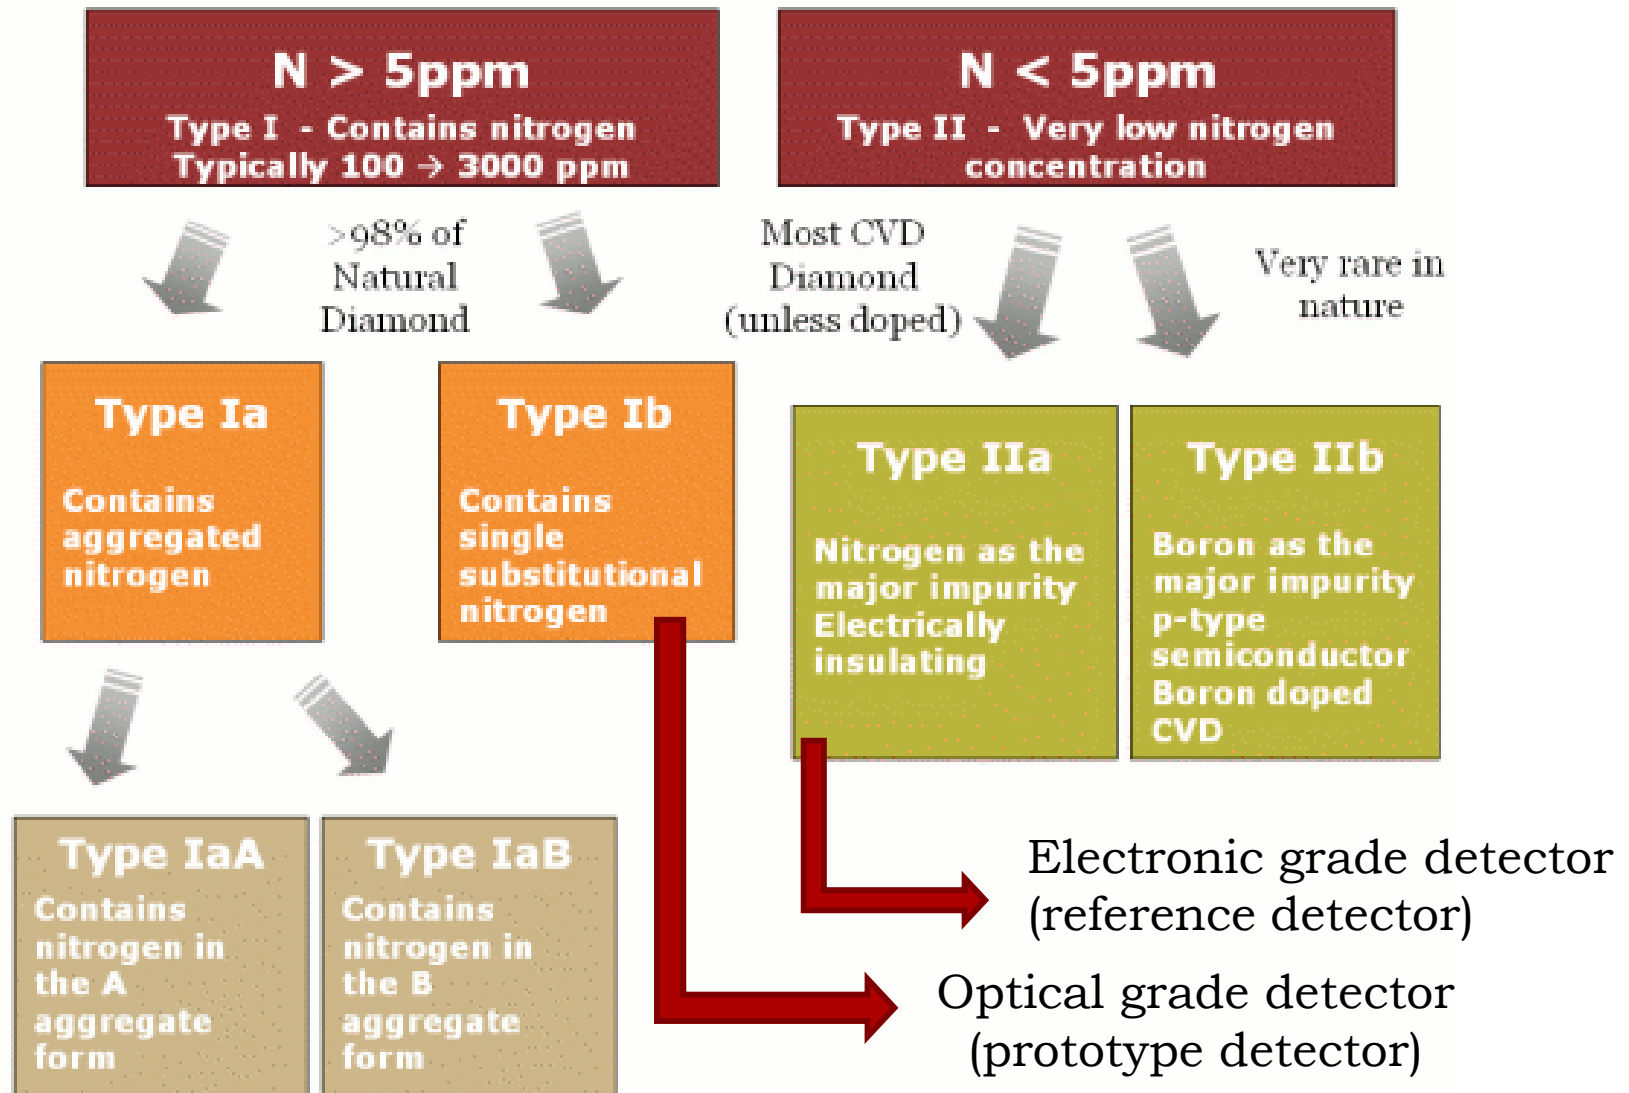 N > 5ppm
Type I - Contains nitrogen
Typically 100 → 3000 ppm
N < 5ppm
Type II - Very low nitrogen
concentration
>98% of
Natural
Diamond
Most CVD
Diamond
(unless doped)
Very rare in
nature
Type Ia
Contains
aggregated
nitrogen
Type Ib
Contains
single
substitutional
nitrogen
Type IIa
Nitrogen as the
major impurity
Electrically
insulating
Type IIb
Boron as the
major impurity
p-type
semiconductor
Boron doped
CVD
Type IaA
Contains
nitrogen in
the A
aggregate
form
Type IaB
Contains
nitrogen in
the B
aggregate
form
Electronic grade detector
(reference detector)
Optical grade detector
(prototype detector)